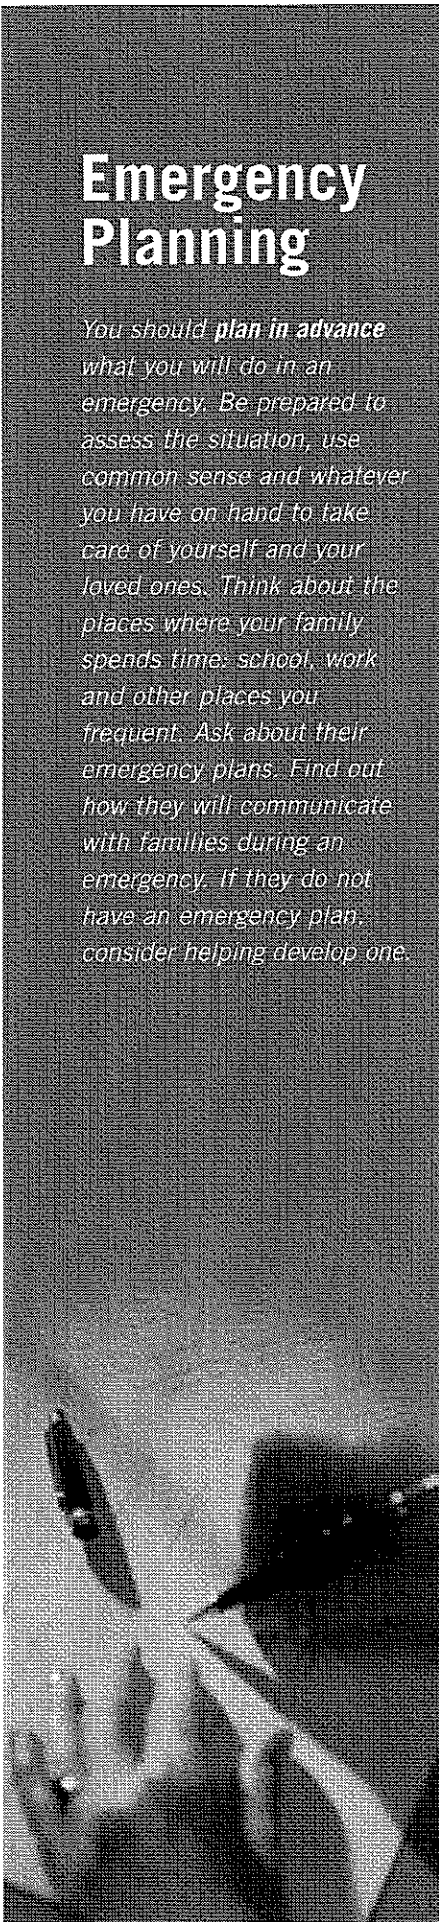 Emergency
Planning
You should plan in advance
what you will do in an
emergency. Be prepared to
assess the situation, use
common sense and whatever
you have on hand to take
care of yourself and your
loved ones. Think about the
places where your family
spends time: school, work
and other places you
frequent. Ask about their
emergency plans. Find out
how they will communicate
with families during an
emergency. If they do not
have an emergency plan,
consider helping develop one.